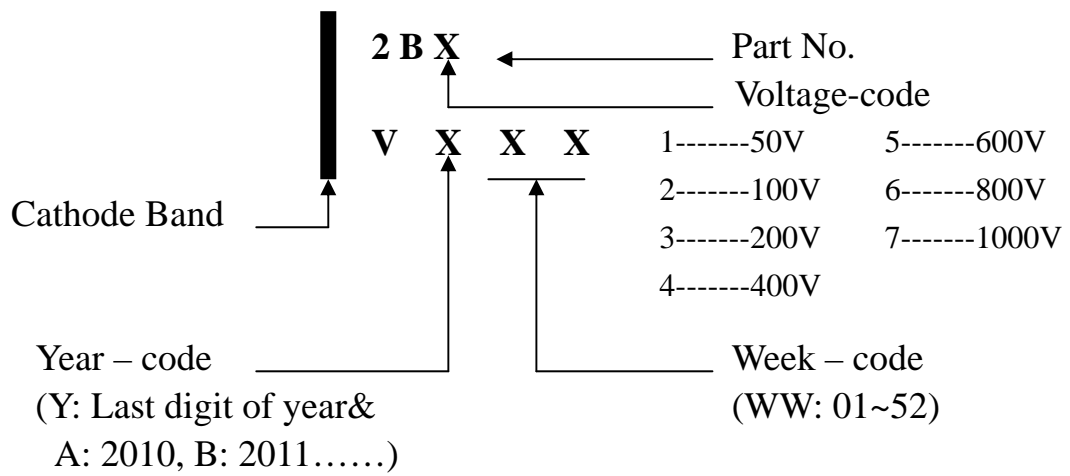 2 B X Part No.
Voltage-code
V X X X
1-------50V 5-------600V
2-------100V 6-------800V
3-------200V 7-------1000V
4-------400V
Cathode Band
Year – code
(Y: Last digit of year&
A: 2010, B: 2011……)
Week – code
(WW: 01~52)